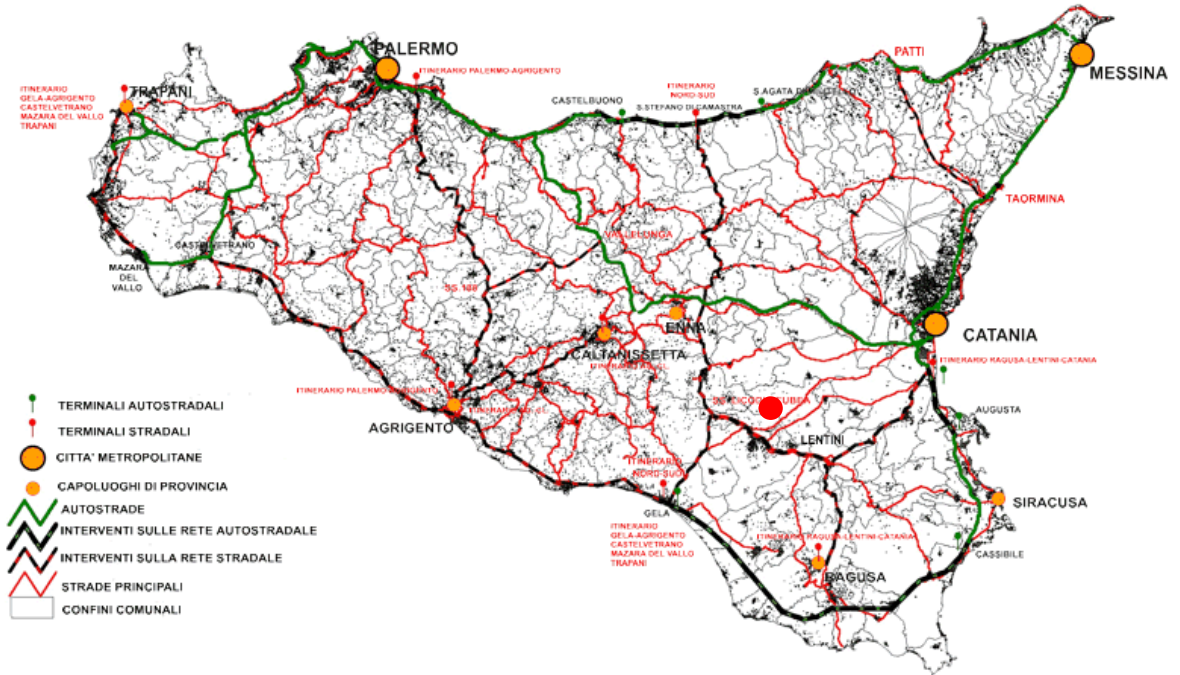 PALERMO
ITINERARIO PALERMO-AGRIGENTO
PATTI
MESSINA
ITINERARIO
GELA-AGRIGENTO
CASTELVETRANO
MAZARA DEL VALLO
TRAPANI
TRAPANI
ITINERARIO
NORD-SUD
CASTELBUONO
S.STEFANO DI CAMASTRA
S.AGATA
TAORMINA
VALLELUNGA
CASTELVETRANO
MAZARA
DEL
VALLO
SS
ENNA
CATANIA
CALTANISSETTA
ITINERARIO
ITINERARIO RAGUSA-LENTINI-CATANIA
ITINERARIO PALERMO-AGRIGENTO
ITINERARIO
AGRIGENTO
AUGUSTA
LENTINI
ITINERARIO
NORD-SUD
GELA
SIRACUSA
ITINERARIO
GELA-AGRIGENTO
CASTELVETRANO
MAZARA DEL VALLO
TRAPANI
ITINERARIO RAGUSA-LENTINI-CATANIA
CASSIBILE
RAGUSA
TERMINALI AUTOSTRADALI
TERMINALI STRADALI
CITTA' METROPOLITANE
CAPOLUOGHI DI PROVINCIA
AUTOSTRADE
INTERVENTI SULLE RETE AUTOSTRADALE
INTERVENTI SULLA RETE STRADALE
STRADE PRINCIPALI
CONFINI COMUNALI